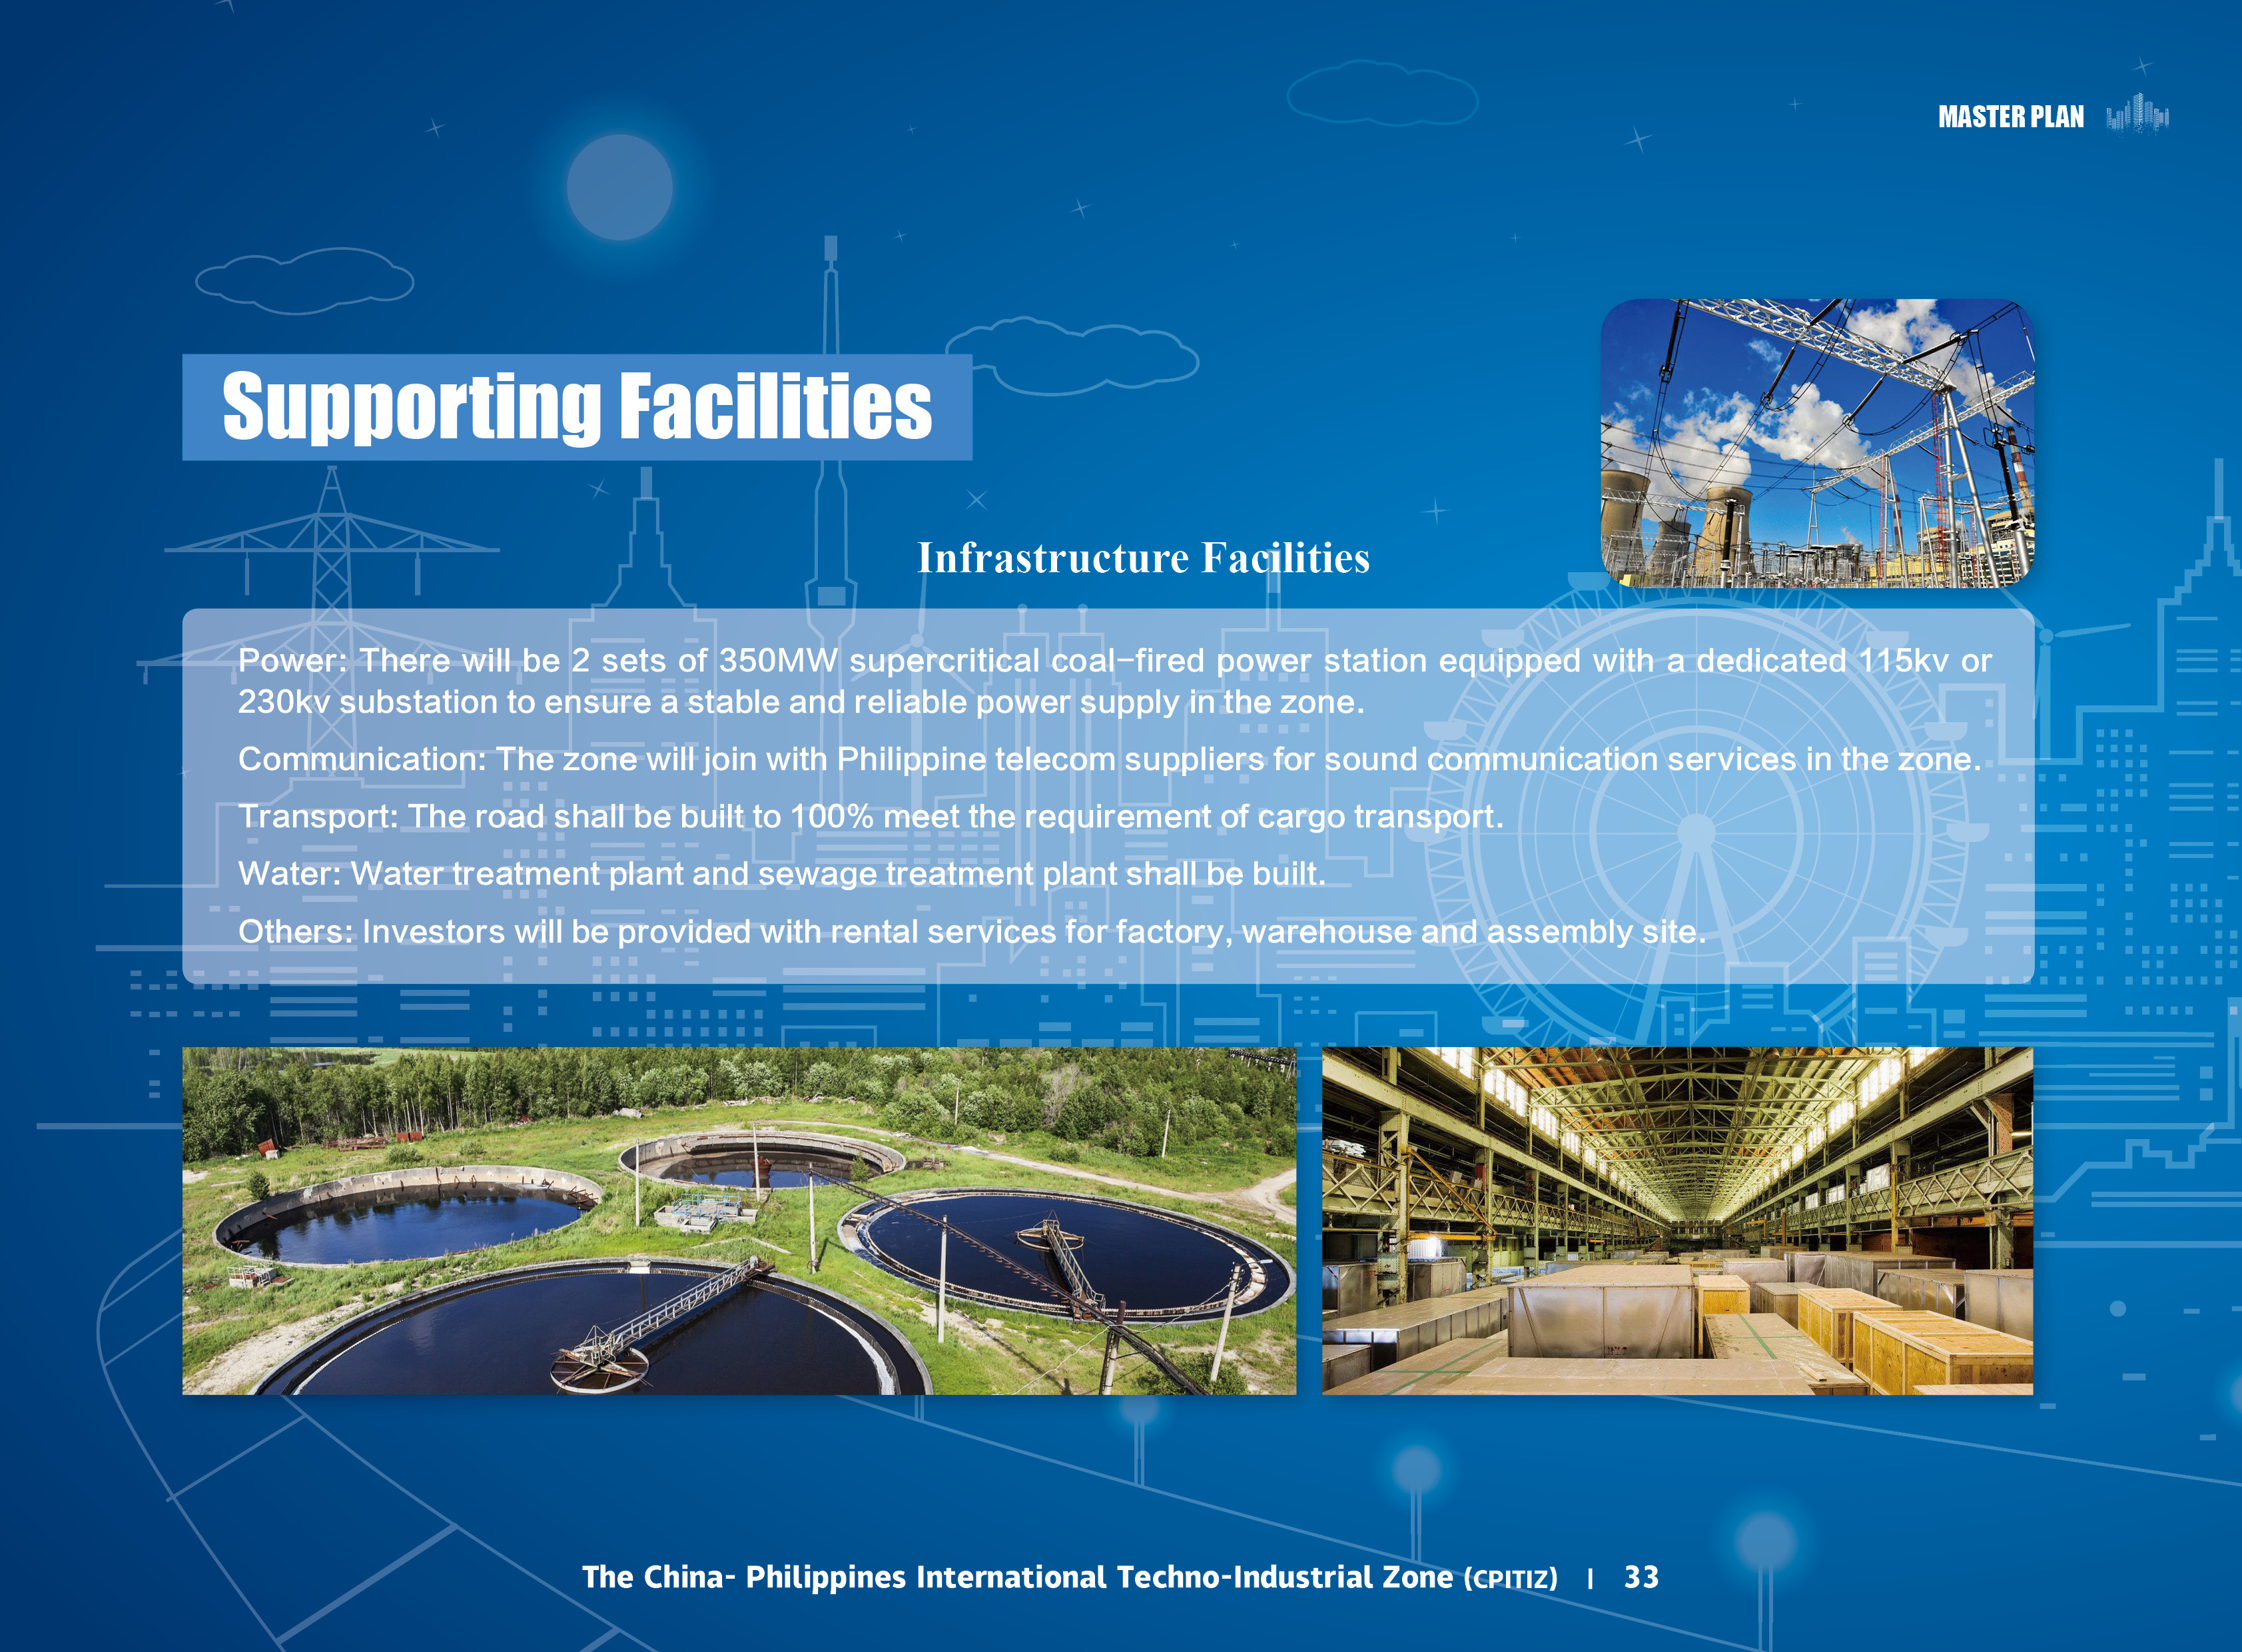 MASTER PLAN
Supporting Facilities
Infrastructure Facilities
Power: There will be 2 sets of 350MW supercritical coal-fired power station equipped with a dedicated 115kv or
230kv substation to ensure a stable and reliable power supply in the zone.
Communication: The zone will join with Philippine telecom suppliers for sound communication services in the zone.
Transport: The road shall be built to 100% meet the requirement of cargo transport.
Water: Water treatment plant and sewage treatment plant shall be built.
Others: Investors will be provided with rental services for factory, warehouse and assembly site.
The China- Philippines International Techno-Industrial Zone (CPITIZ) | 33